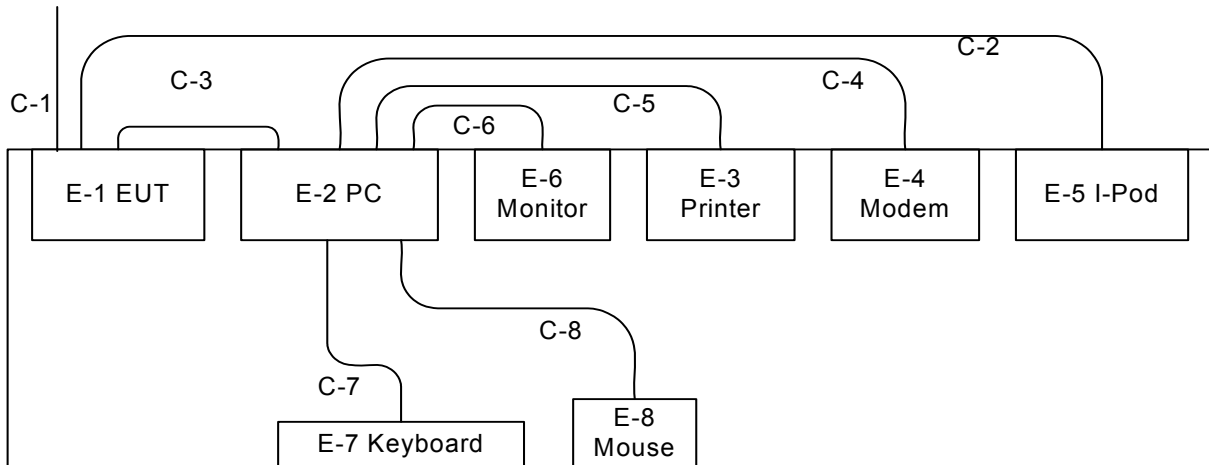 C-2
C-3
C-4
C-1
C-5
C-6
E-1 EUT
E-2 PC
E-6
Monitor
E-3
Printer
E-4
Modem
E-5 I-Pod
C-8
C-7
E-7 Keyboard
E-8
Mouse